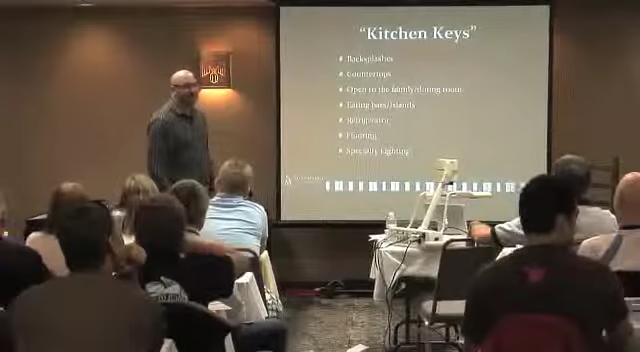 "Kitchen Keys"
Backsplashes
Countertops
Open to the family/dining room
Eating bars/islands
Refrigerator
Flooring
Specialty Lighting